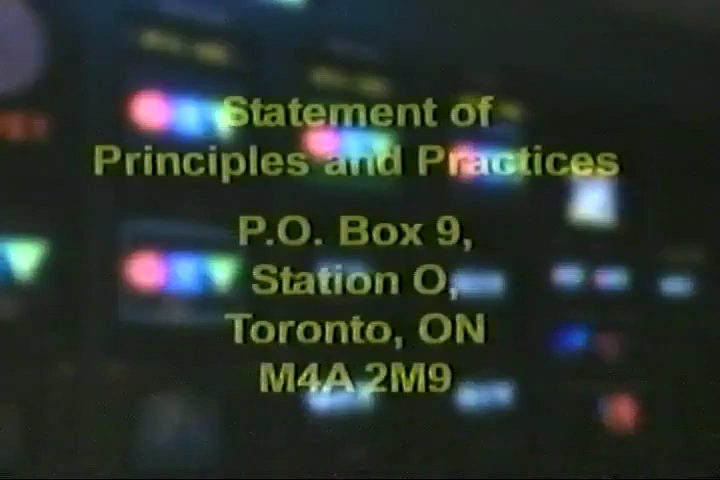 Statement of
Principles and Practices
P.O. Box 9,
Station O,
Toronto, ON
M4A 2M9